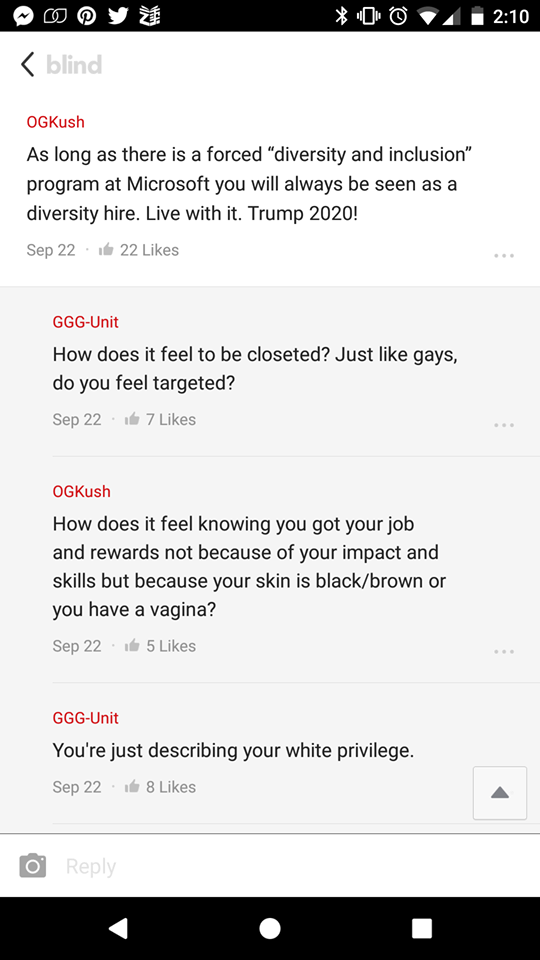 2:10
blind
OGKush
As long as there is a forced “diversity and inclusion”
program at Microsoft you will always be seen as a
diversity hire. Live with it. Trump 2020!
Sep 22 · 22 Likes
GGG-Unit
How does it feel to be closeted? Just like gays,
do you feel targeted?
Sep 22 · 7 Likes
OGKush
How does it feel knowing you got your job
and rewards not because of your impact and
skills but because your skin is black/brown or
you have a vagina?
Sep 22 · 5 Likes
GGG-Unit
You're just describing your white privilege.
Sep 22 · 8 Likes
Reply